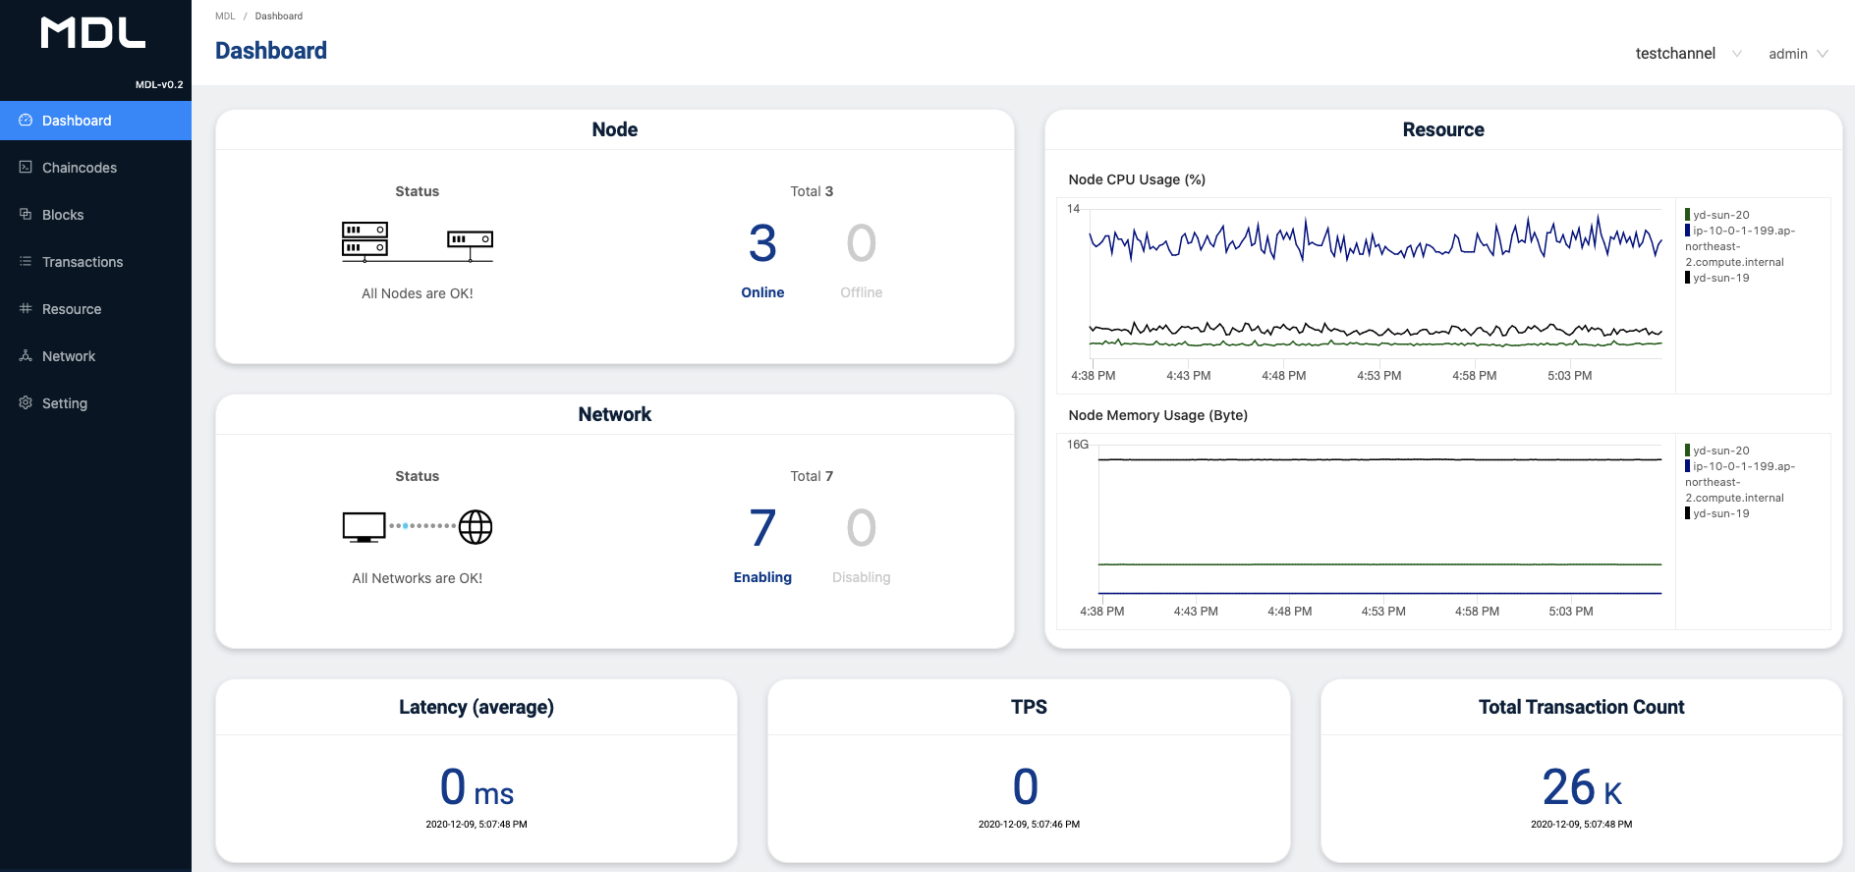 MDL
MDL-v0.2
Dashboard
Chaincodes
Blocks
Transactions
Resource
Network
Setting
MDL / Dashboard
Dashboard
testchannel
admin
Node
Status
All Nodes are OK!
Total 3
3
0
Online
Offline
Network
Status
All Networks are OK!
Total 7
7
0
Enabling
Disabling
Resource
Node CPU Usage (%)
14
4:38 PM 4:43 PM 4:48 PM 4:53 PM 4:58 PM 5:03 PM
yd-sun-20
ip-10-0-1-199.ap-
northeast-
2.compute.internal
yd-sun-19
Node Memory Usage (Byte)
16G
4:38 PM 4:43 PM 4:48 PM 4:53 PM 4:58 PM 5:03 PM
yd-sun-20
ip-10-0-1-199.ap-
northeast-
2.compute.internal
yd-sun-19
Latency (average)
0 ms
2020-12-09, 5:07:48 PM
TPS
0
2020-12-09, 5:07:46 PM
Total Transaction Count
26 K
2020-12-09, 5:07:48 PM